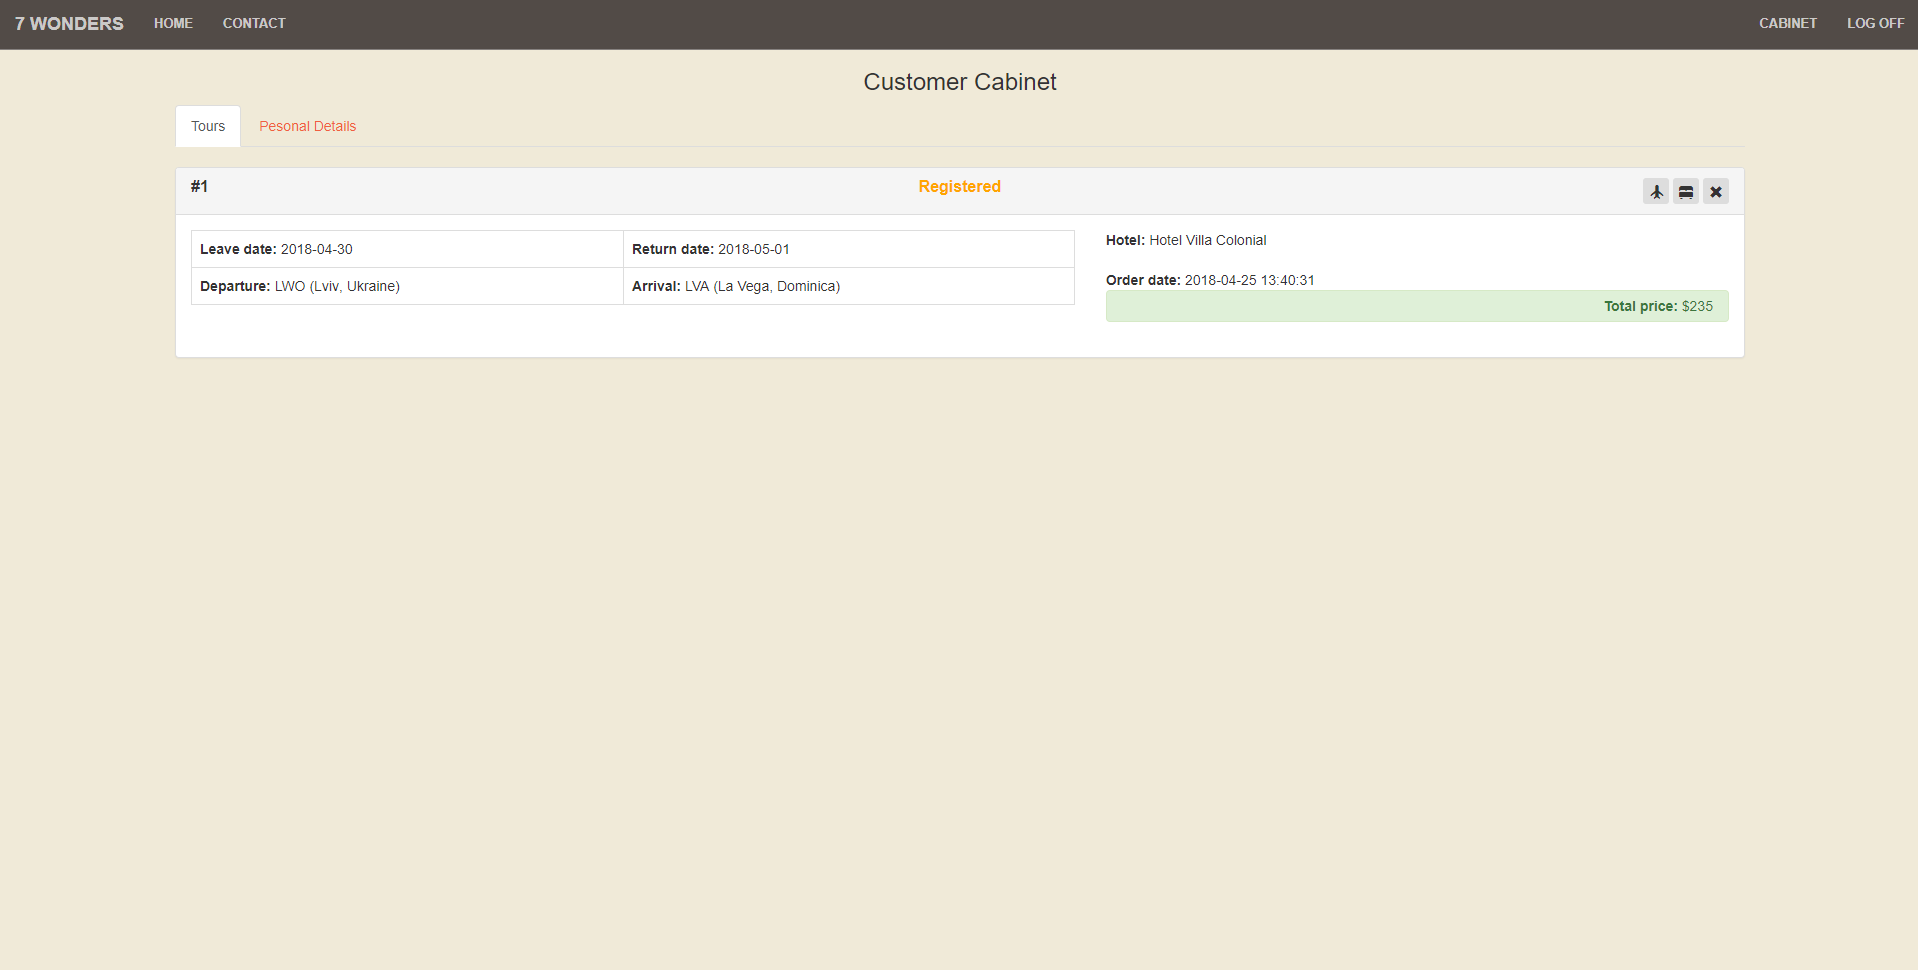 7 WONDERS HOME CONTACT CABINET LOG OFF
Customer Cabinet
Tours Pesonal Details
#1 Registered
Leave date: 2018-04-30 Return date: 2018-05-01
Departure: LWO (Lviv, Ukraine) Arrival: LVA (La Vega, Dominica)
Hotel: Hotel Villa Colonial
Order date: 2018-04-25 13:40:31
Total price: $235